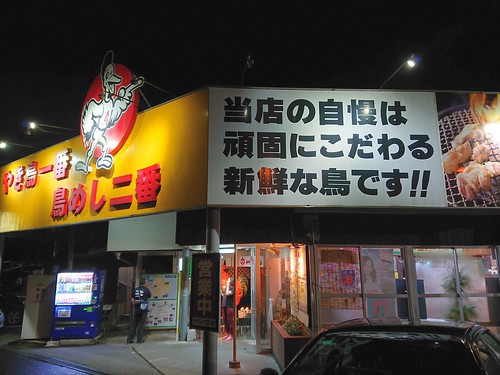 やき鳥一番
鳥めし二番
当店の自慢は
頑固にこだわる
新鮮な鳥です!!
営業中